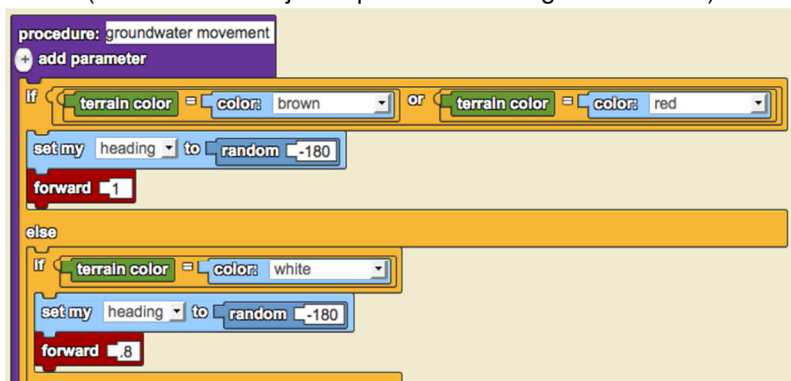 procedure: groundwater movement
+ add parameter
if terrain color = color: brown or terrain color = color: red
set my heading to random -180
forward 1
else
if terrain color = color: white
set my heading to random -180
forward .8